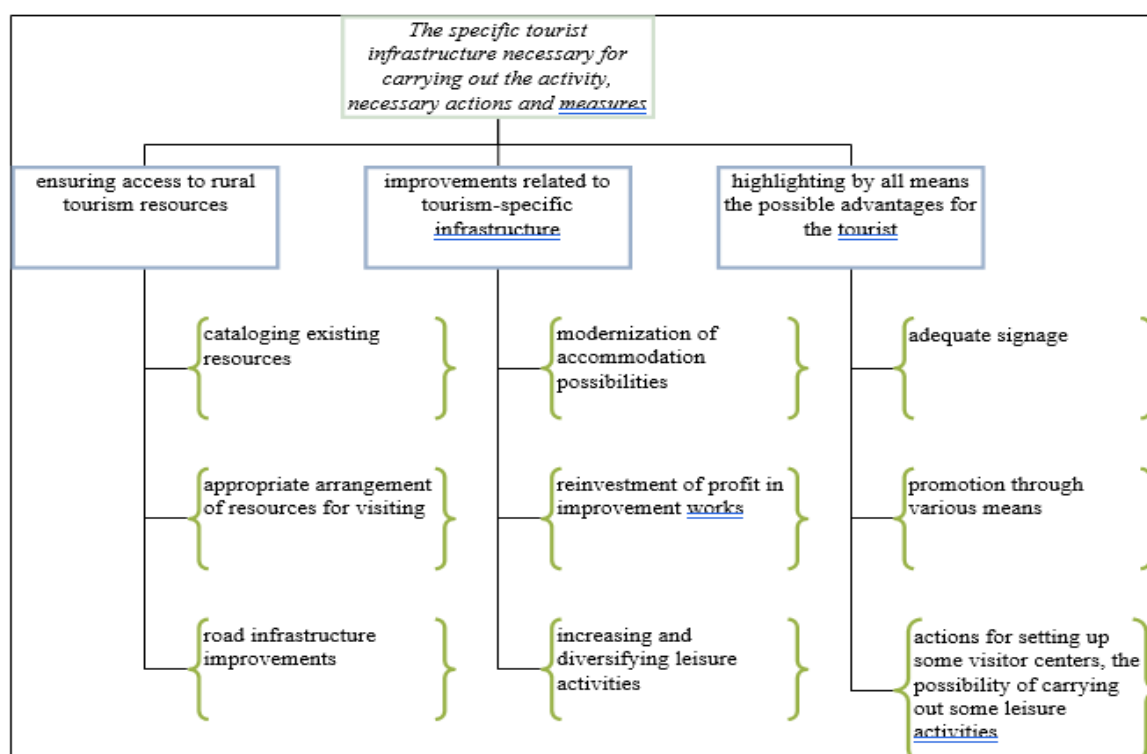 The specific tourist
infrastructure necessary for
carrying out the activity,
necessary actions and measures
ensuring access to rural
tourism resources
improvements related to
tourism-specific
infrastructure
highlighting by all means
the possible advantages for
the tourist
cataloging existing
resources
modernization of
accommodation
possibilities
adequate signage
appropriate arrangement
of resources for visiting
reinvestment of profit in
improvement works
promotion through
various means
road infrastructure
improvements
increasing and
diversifying leisure
activities
actions for setting up
some visitor centers, the
possibility of carrying
out some leisure
activities